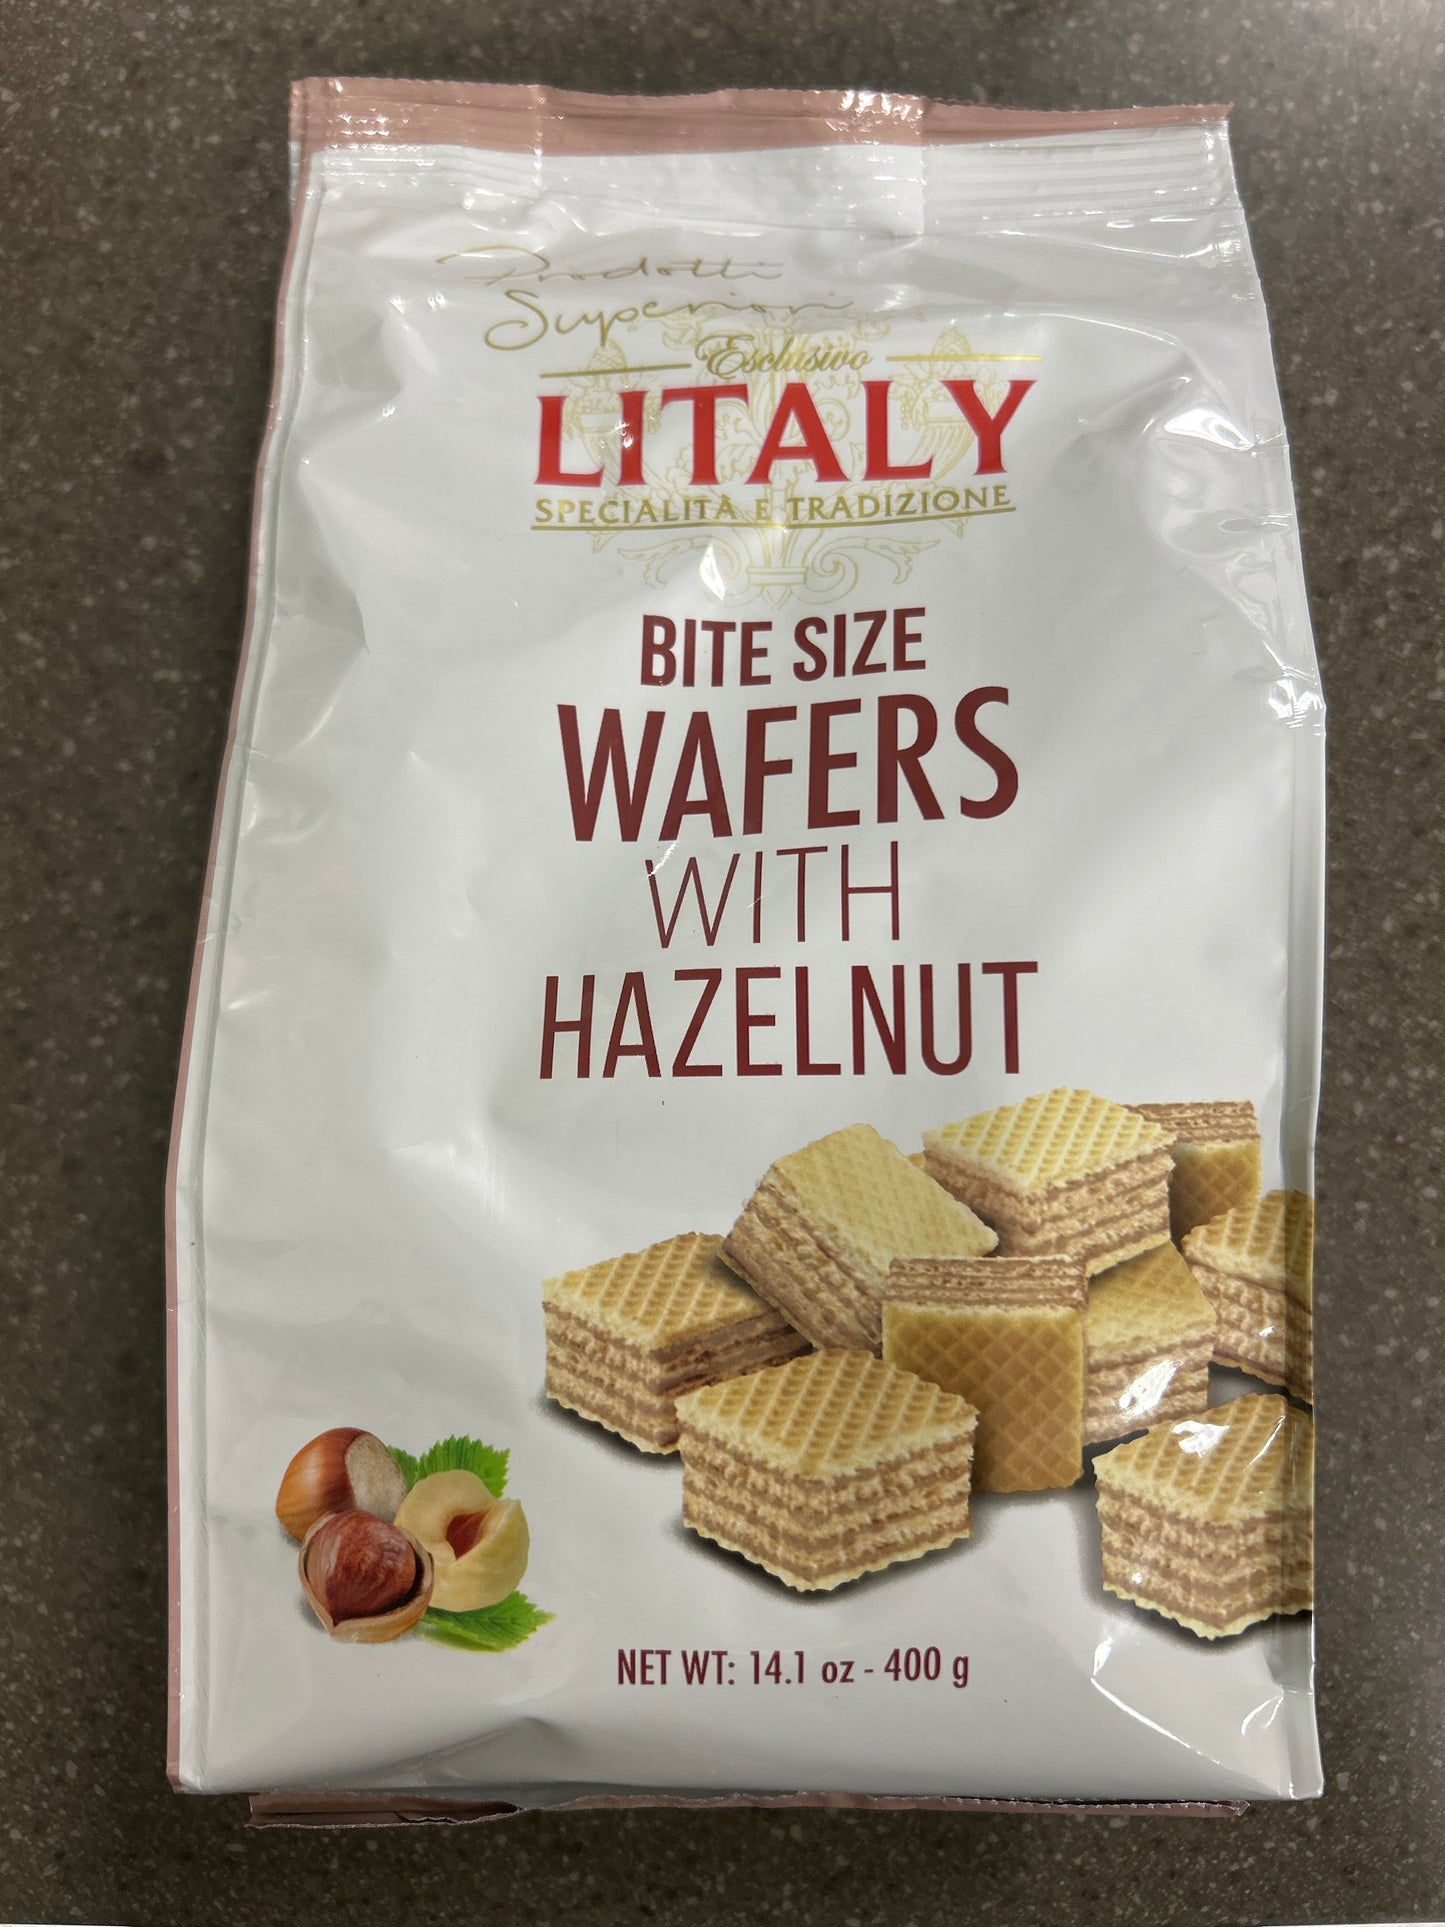 Prodotti
Superiori
Esclusivo
LITALY
SPECIALITÀ E TRADIZIONE
BITE SIZE
WAFERS
WITH
HAZELNUT
NET WT: 14.1 oz - 400 g